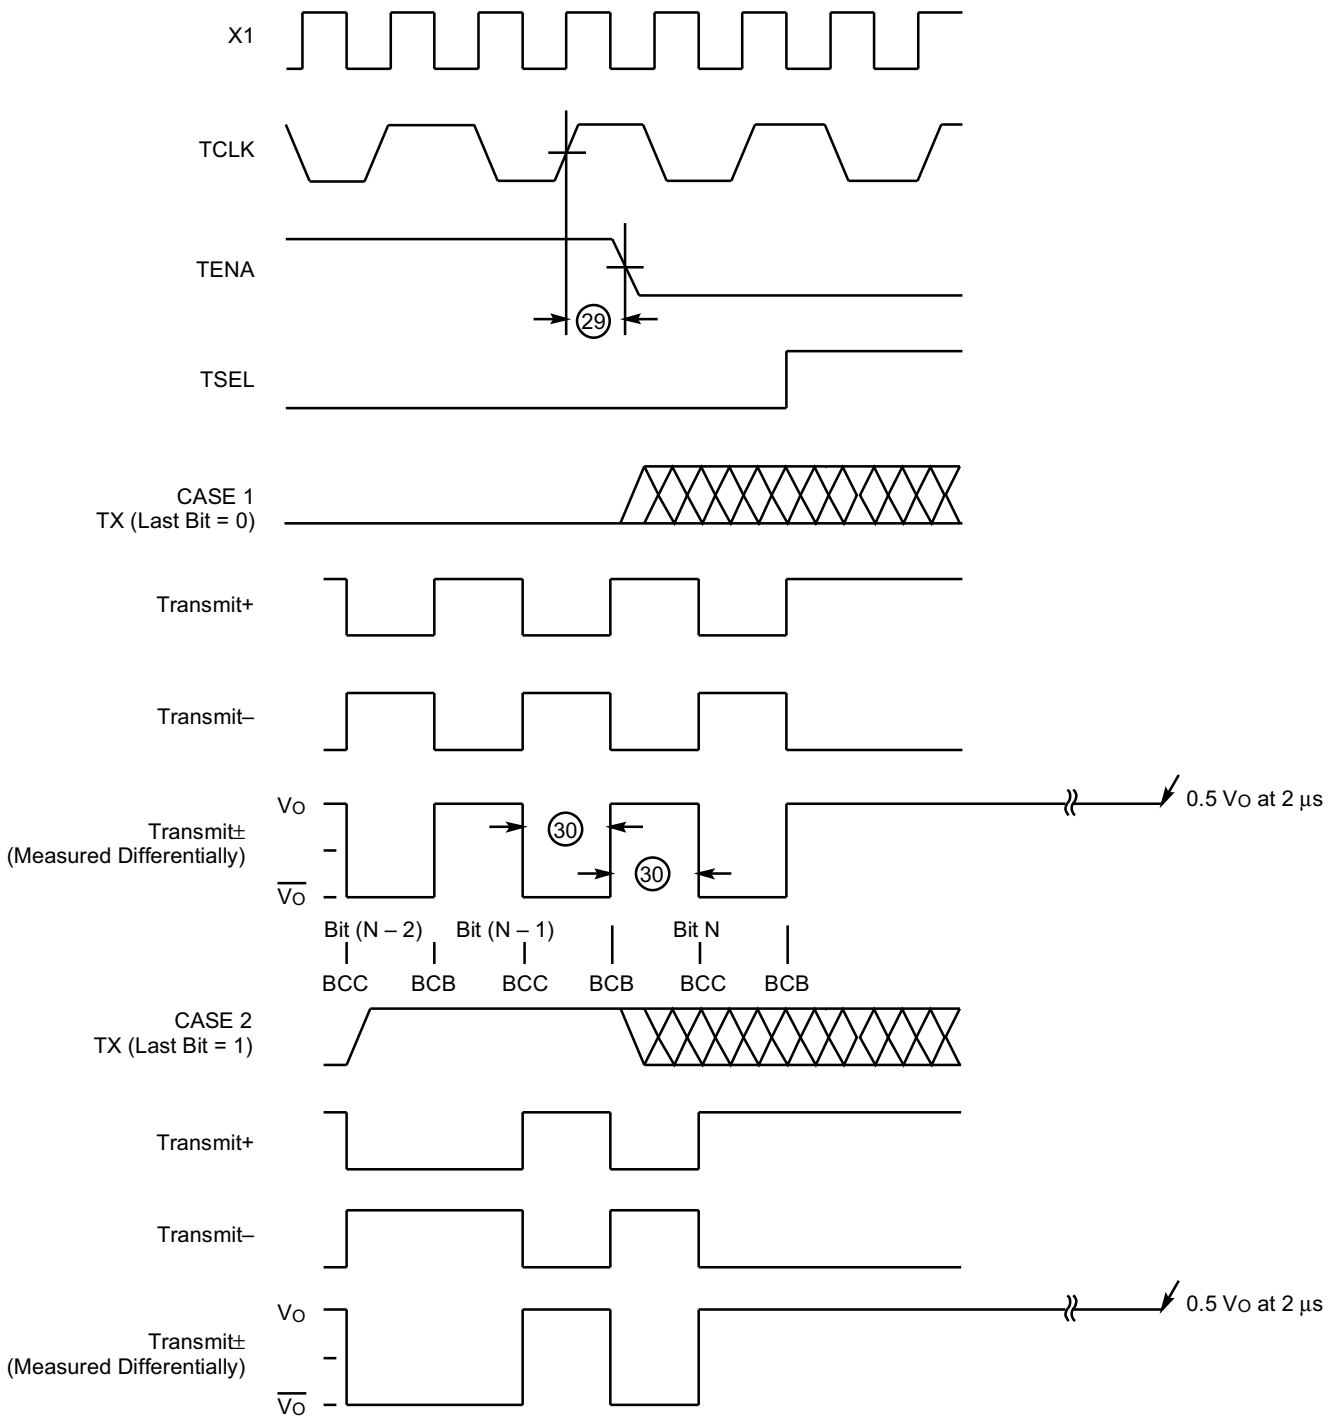 X1
TCLK
TENA
29
TSEL
CASE 1
TX (Last Bit = 0)
Transmit+
Transmit–
VO
0.5 VO at 2 μs
Transmit±
(Measured Differentially)
30
30
VO
Bit (N – 2) Bit (N – 1) Bit N
BCC BCB BCC BCB BCC BCB
CASE 2
TX (Last Bit = 1)
Transmit+
Transmit–
VO
0.5 VO at 2 μs
Transmit±
(Measured Differentially)
VO